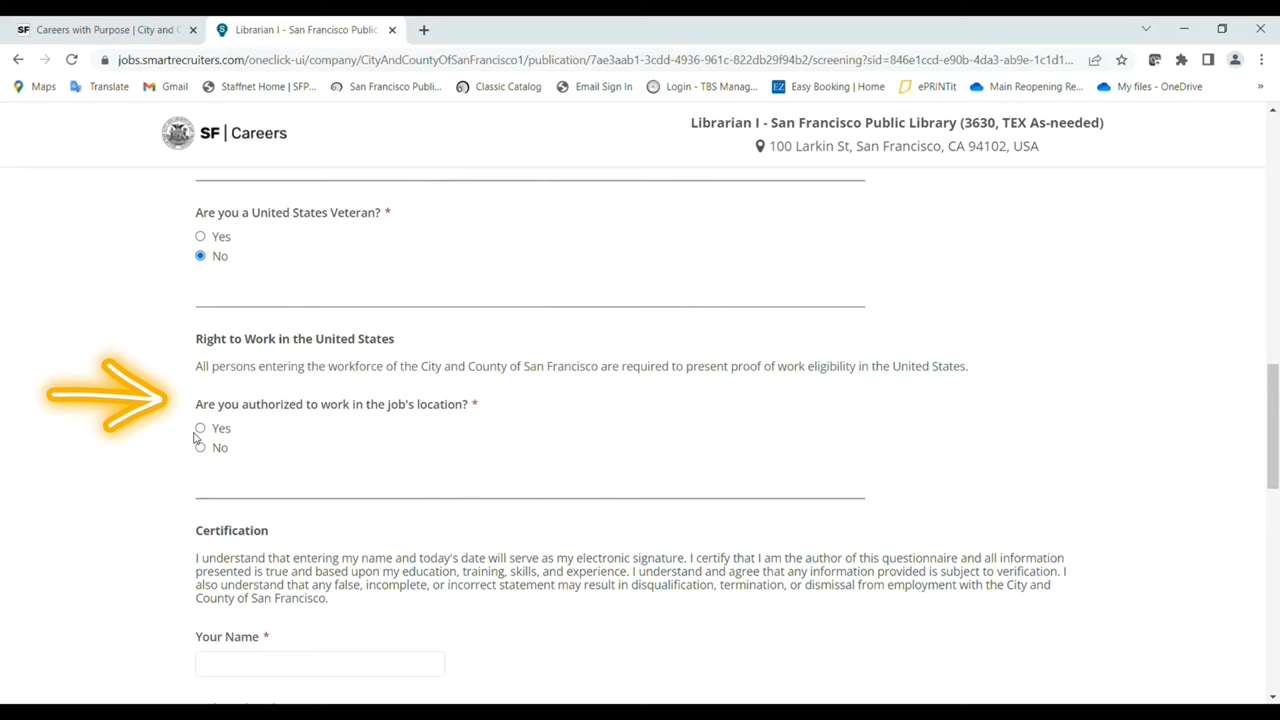 SF Careers with Purpose | City and C
Librarian I - San Francisco Public
jobs.smartrecruiters.com/oneclick-ui/company/CityAndCountyOfSanFrancisco1/publication/7ae3aab1-3cdd-4936-961c-822db29f94b2/screening?sid=846e1ccd-e90b-4da3-ab9e-1c1d1...
Maps Translate Gmail Staffnet Home | SFP... San Francisco Publi... Classic Catalog Email Sign In Login - TBS Manag... EZ Easy Booking | Home ePRINTit Main Reopening Re... My files - OneDrive »
SF | Careers
Librarian I - San Francisco Public Library (3630, TEX As-needed)
100 Larkin St, San Francisco, CA 94102, USA
Are you a United States Veteran? *
Yes
No
Right to Work in the United States
All persons entering the workforce of the City and County of San Francisco are required to present proof of work eligibility in the United States.
Are you authorized to work in the job's location? *
Yes
No
Certification
I understand that entering my name and today's date will serve as my electronic signature. I certify that I am the author of this questionnaire and all information
presented is true and based upon my education, training, skills, and experience. I understand and agree that any information provided is subject to verification. I
also understand that any false, incomplete, or incorrect statement may result in disqualification, termination, or dismissal from employment with the City and
County of San Francisco.
Your Name *